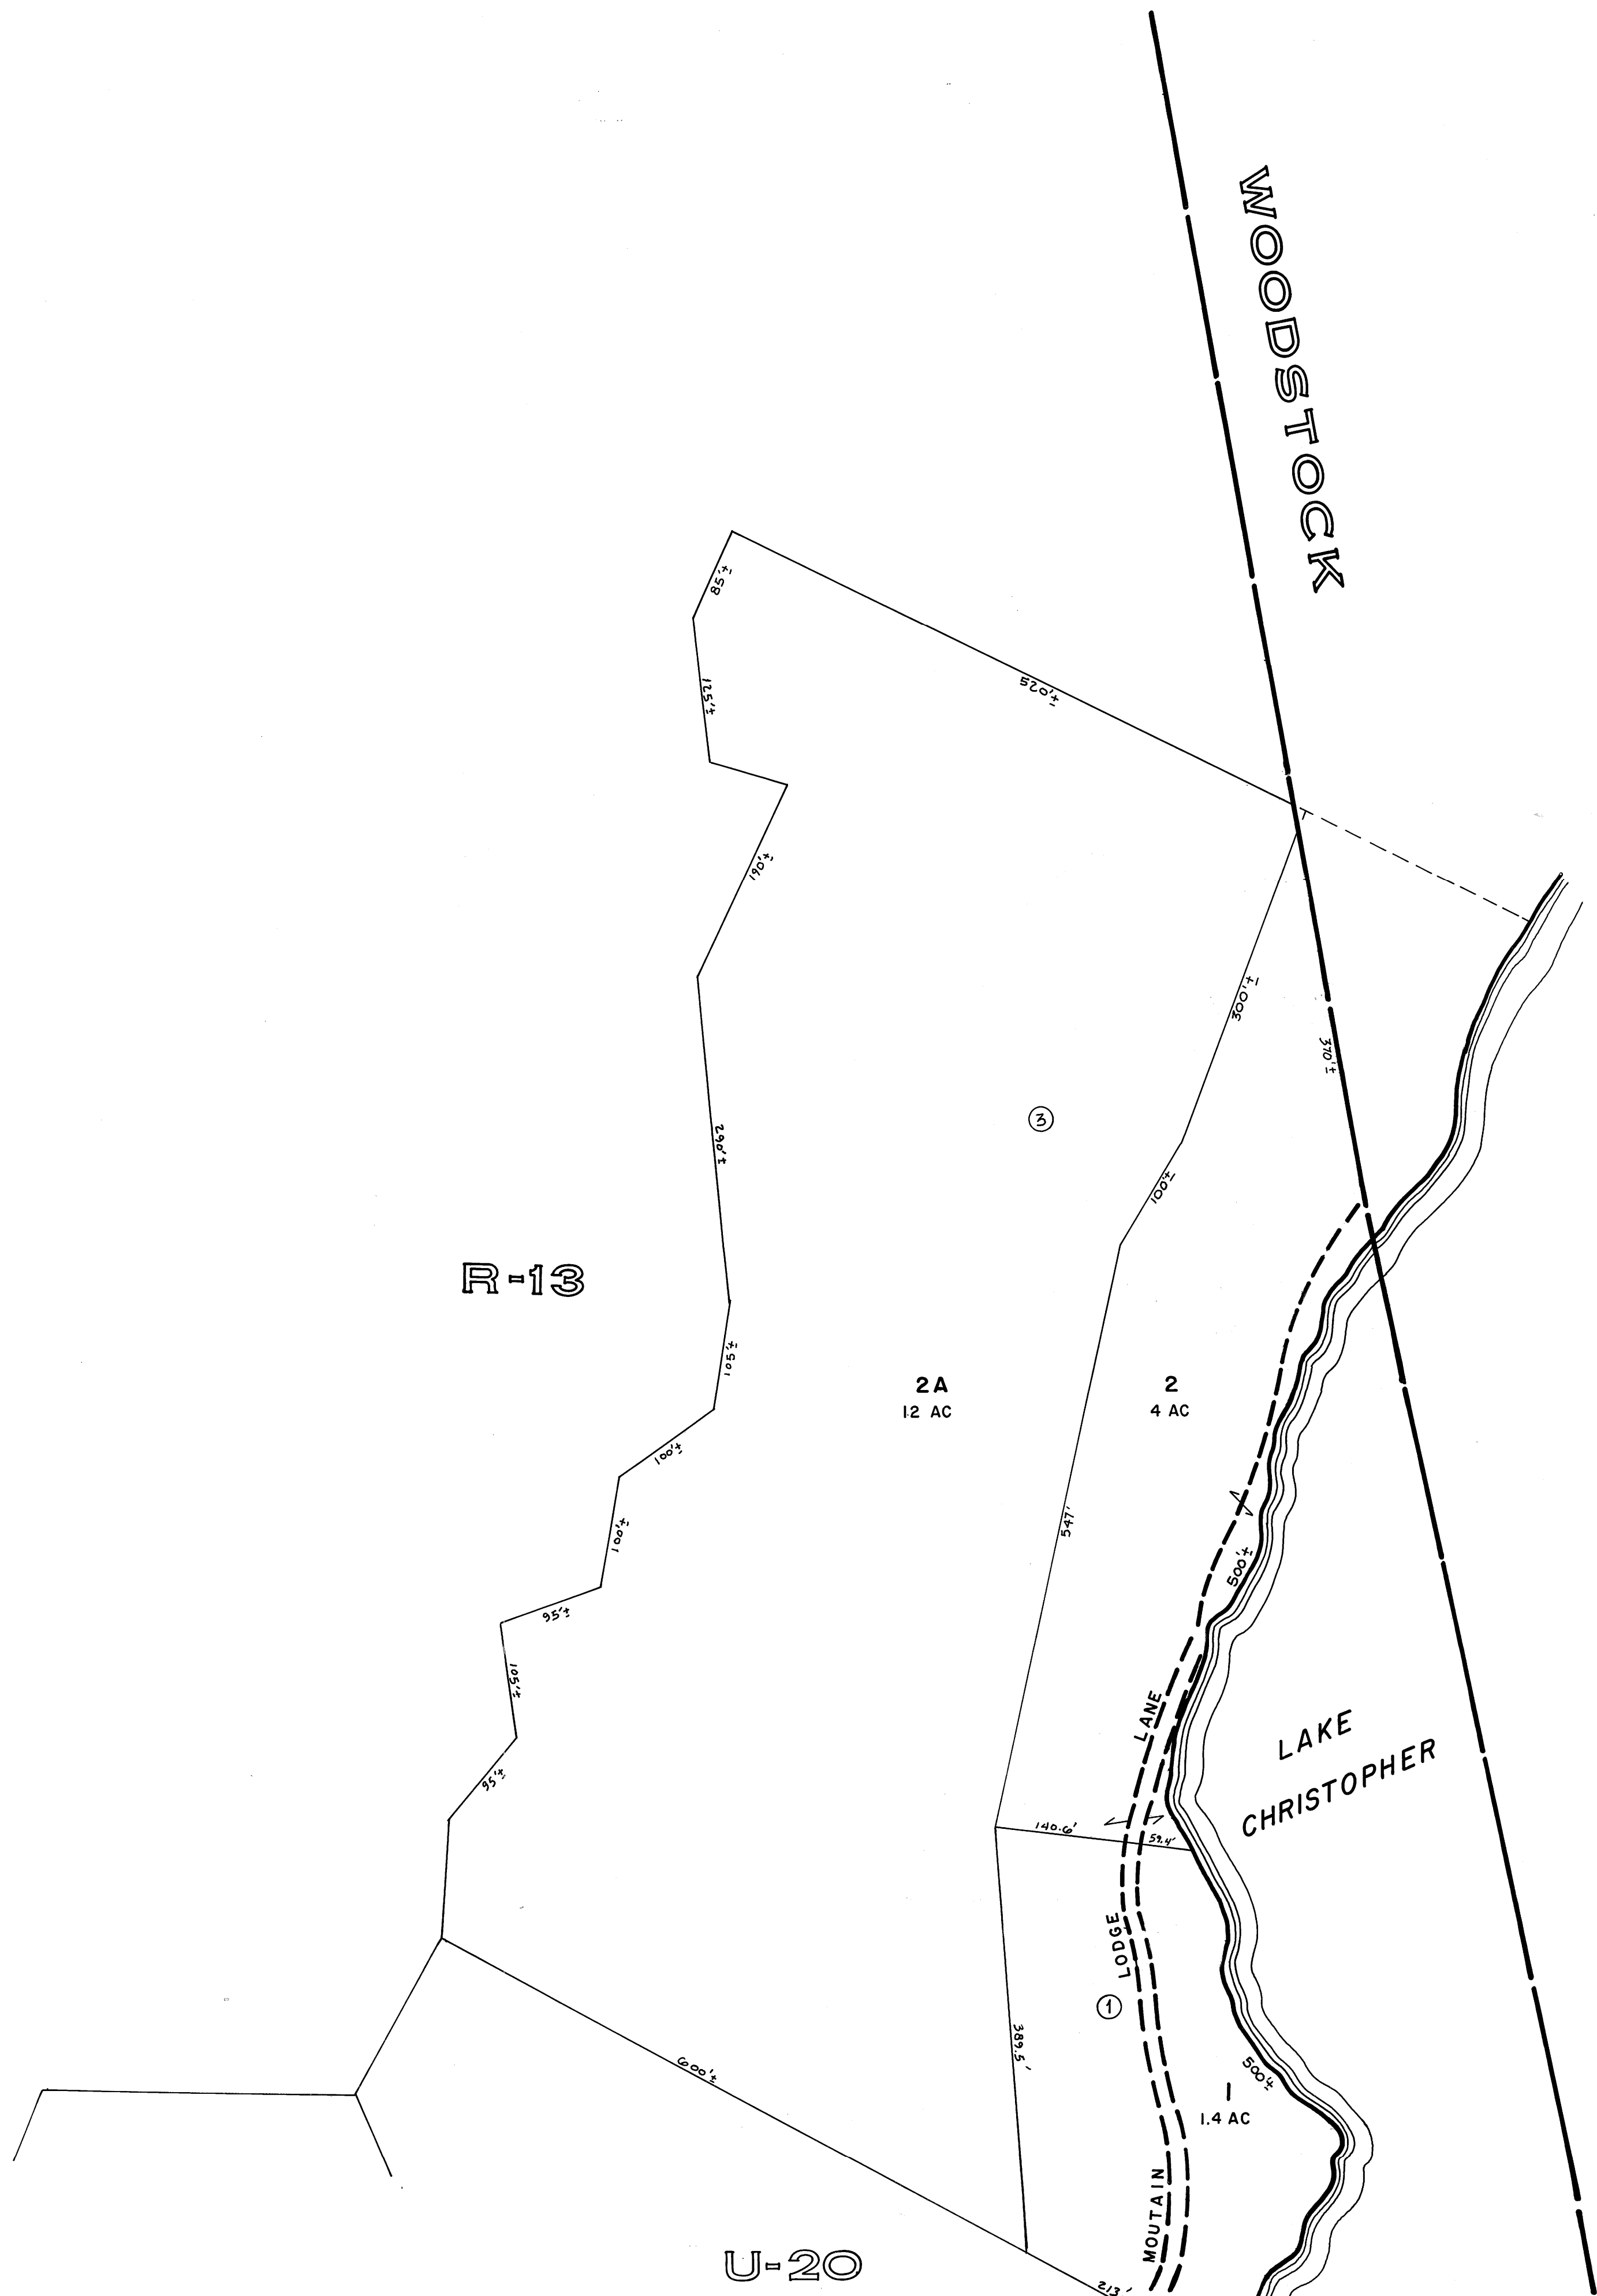 WOODSTOCK
85'±
520'±
125'±
190'±
300'±
370'±
3
290'±
100'±
R-13
105'±
2A
12 AC
2
4 AC
100'±
547'
100'±
500'±
95'±
105'±
LANE
LAKE
CHRISTOPHER
95'±
140.6'
59.4'
LODGE
1
389.5'
600'±
500'±
1
1.4 AC
MOUTAIN
U-20
213'